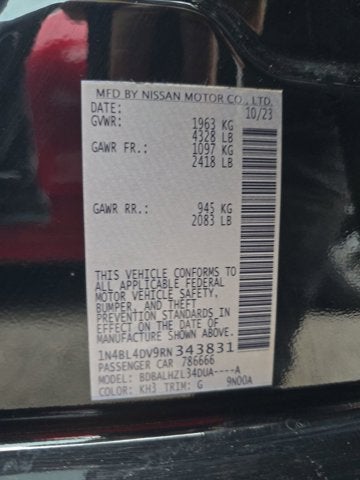 MFD BY NISSAN MOTOR CO., LTD.
DATE: 10/23
GVWR: 1963 KG
4328 LB
GAWR FR.: 1097 KG
2418 LB
GAWR RR.: 945 KG
2083 LB
THIS VEHICLE CONFORMS TO
ALL APPLICABLE FEDERAL
MOTOR VEHICLE SAFETY,
BUMPER, AND THEFT
PREVENTION STANDARDS IN
EFFECT ON THE DATE OF
MANUFACTURE SHOWN ABOVE.
1N4BL4DV9RN343831
PASSENGER CAR 786666
MODEL: BDBALHZL34DUA----A
COLOR: KH3 TRIM: G 9N00A